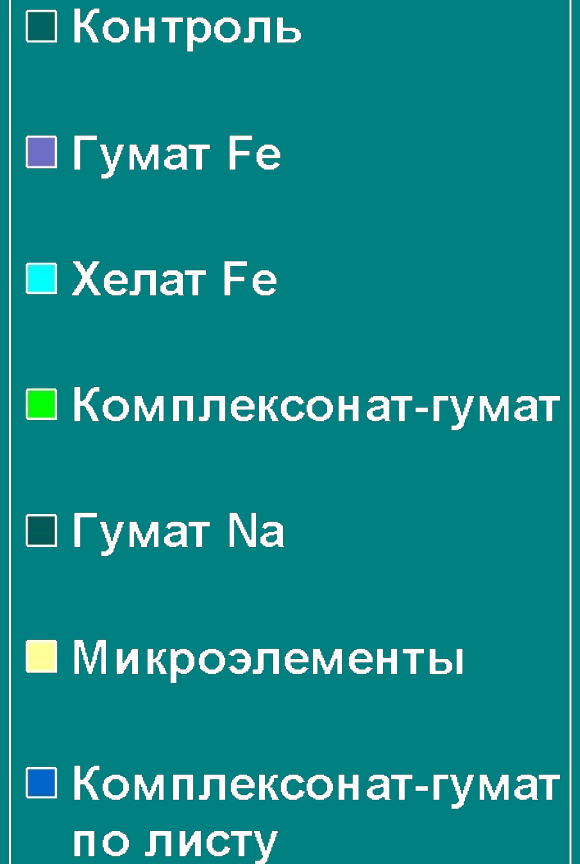 Контроль
Гумат Fe
Хелат Fe
Комплексонат-гумат
Гумат Na
Микроэлементы
Комплексонат-гумат
по листу